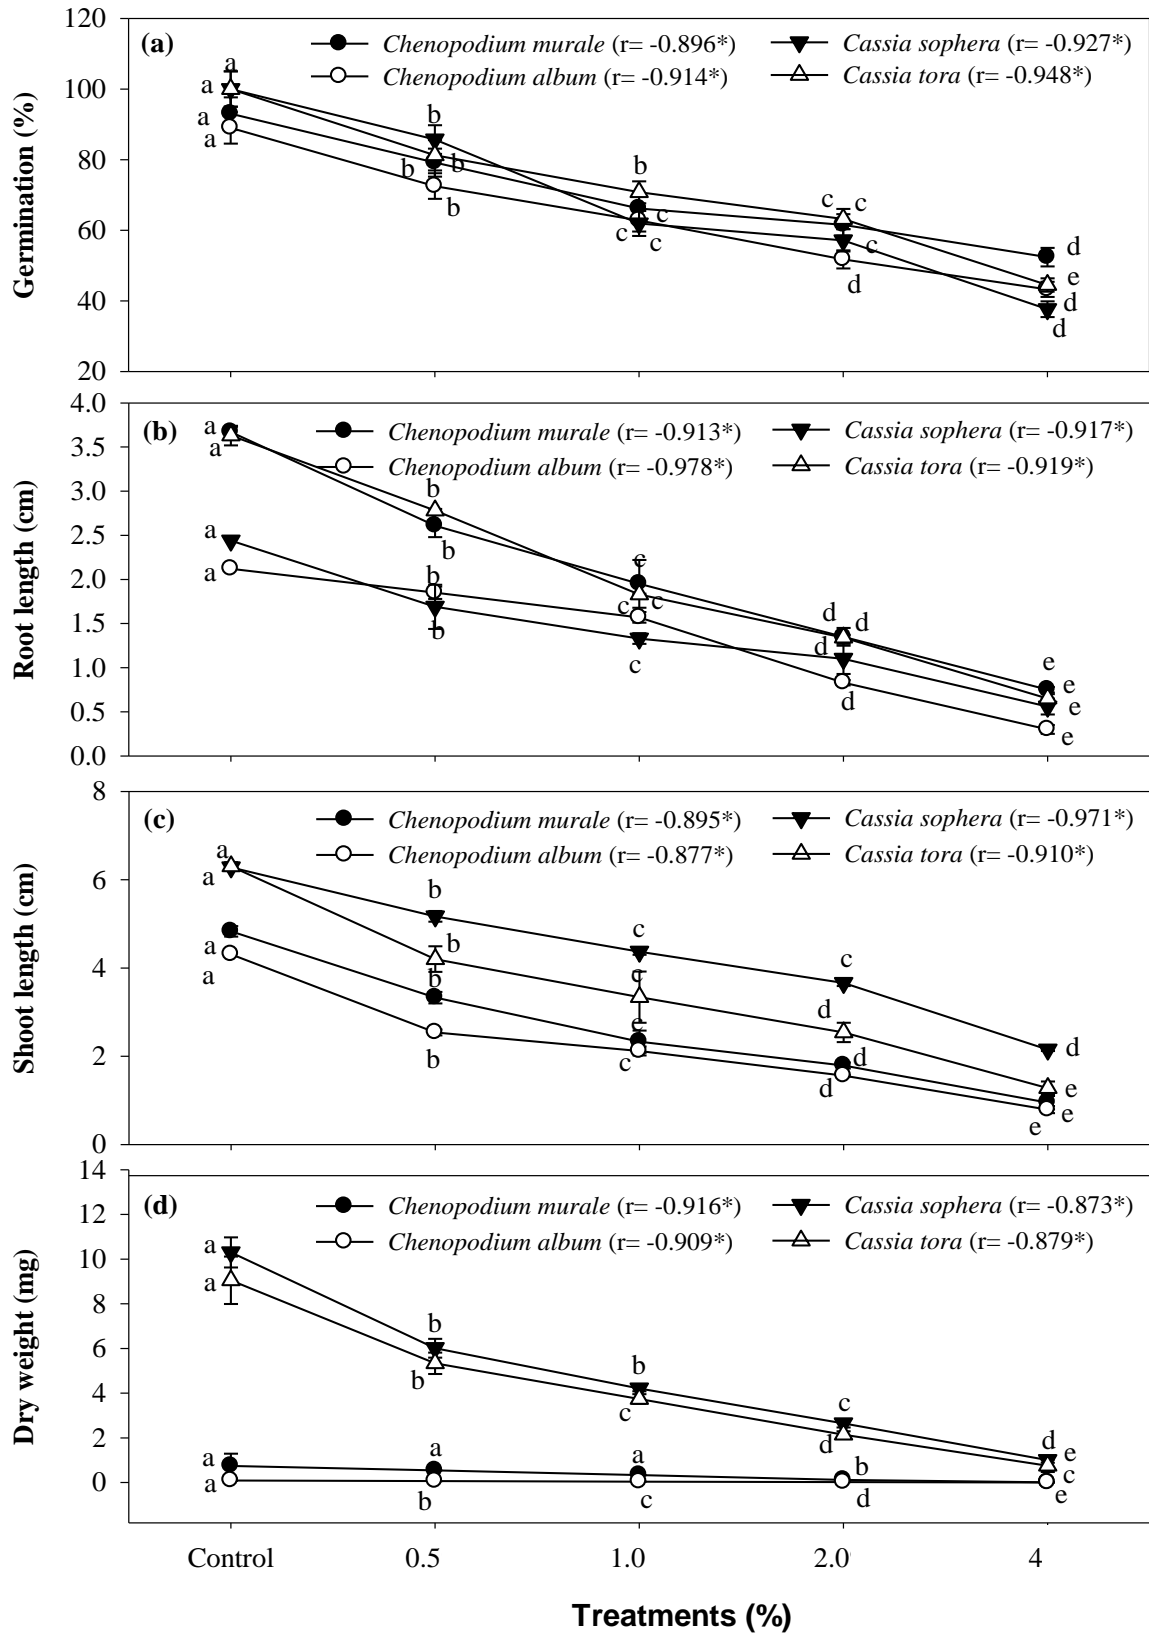 120
(a)
Chenopodium murale (r= -0.896*)
Cassia sophera (r= -0.927*)
Chenopodium album (r= -0.914*)
Cassia tora (r= -0.948*)
100
80
60
40
20
Germination (%)
a
a
a
a
b
b
b
b
b
c
c
c
c
c
c
d
d
e
d
d
4.0
(b)
Chenopodium murale (r= -0.913*)
Cassia sophera (r= -0.917*)
Chenopodium album (r= -0.978*)
Cassia tora (r= -0.919*)
3.5
3.0
2.5
2.0
1.5
1.0
0.5
0.0
Root length (cm)
a
a
a
a
b
b
b
b
c
c
c
c
d
d
d
d
e
e
e
e
8
(c)
Chenopodium murale (r= -0.895*)
Cassia sophera (r= -0.971*)
Chenopodium album (r= -0.877*)
Cassia tora (r= -0.910*)
6
4
2
0
Shoot length (cm)
a
a
a
a
b
b
b
b
c
c
c
c
c
d
d
d
d
e
e
e
14
(d)
Chenopodium murale (r= -0.916*)
Cassia sophera (r= -0.873*)
Chenopodium album (r= -0.909*)
Cassia tora (r= -0.879*)
12
10
8
6
4
2
0
Dry weight (mg)
a
a
a
a
b
b
a
b
b
c
a
c
c
d
b
d
d
e
c
e
Control 0.5 1.0 2.0 4
Treatments (%)